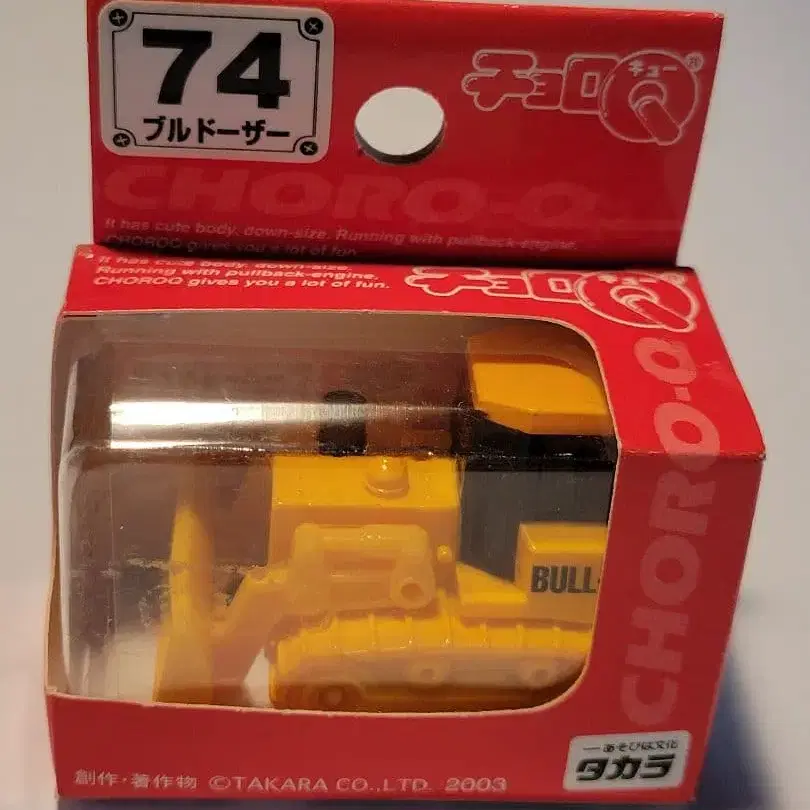 74
ブルドーザー
チョロQ
キュー
®
CHORO-Q
It has cute body, down-size. Running with pullback-engine.
CHOROQ gives you a lot of fun.
It has cute body, down-size.
Running with pullback-engine.
CHOROQ gives you a lot of fun.
チョロQ
キュー
CHORO-Q
BULL-
あそびは文化
タカラ
創作・著作物 ©TAKARA CO.,LTD. 2003